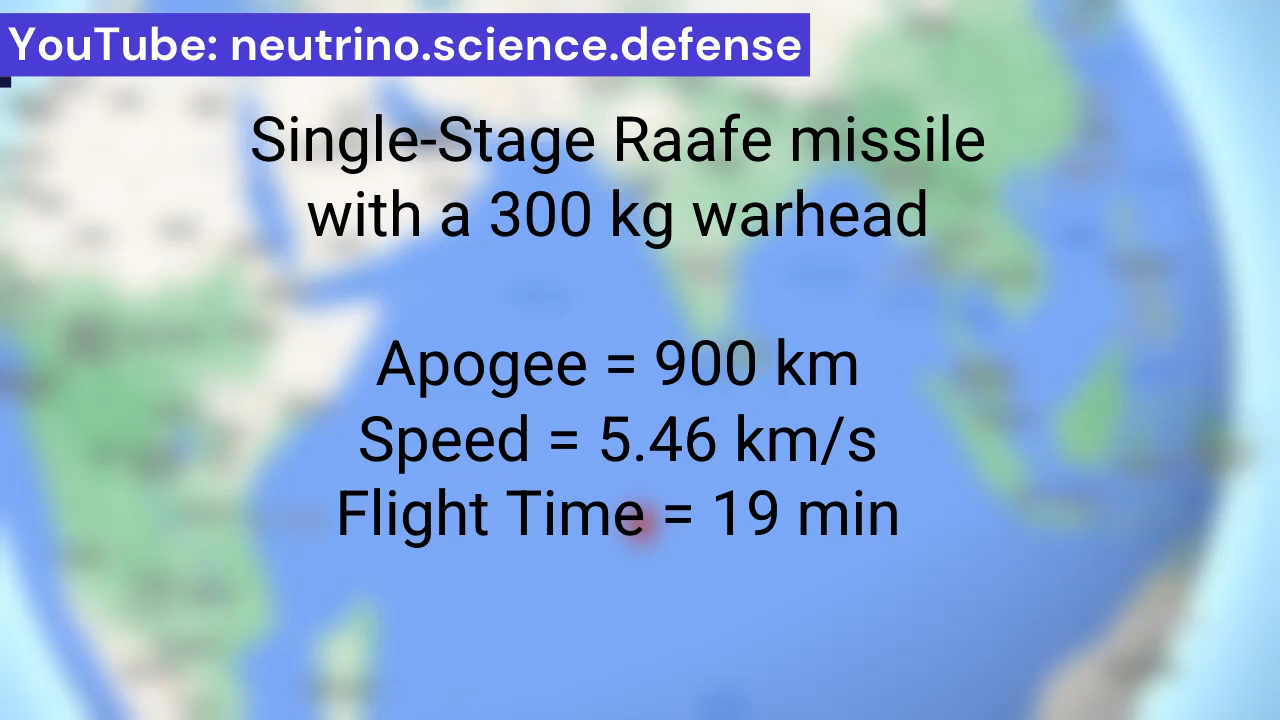 YouTube: neutrino.science.defense
Single-Stage Raafe missile
with a 300 kg warhead
Apogee = 900 km
Speed = 5.46 km/s
Flight Time = 19 min